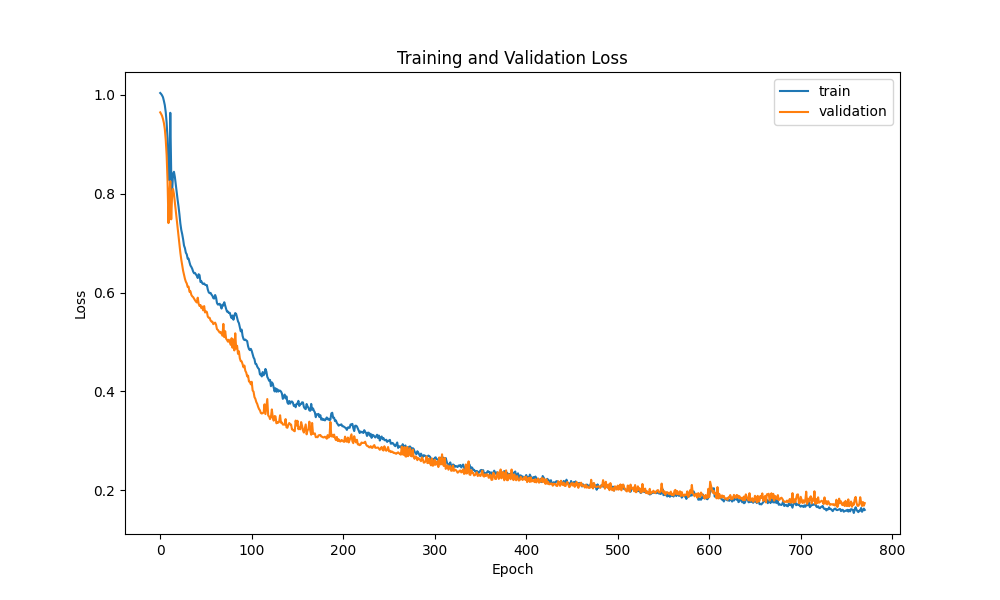 Training and Validation Loss
train
validation
1.0
0.8
0.6
0.4
0.2
Loss
0 100 200 300 400 500 600 700 800
Epoch